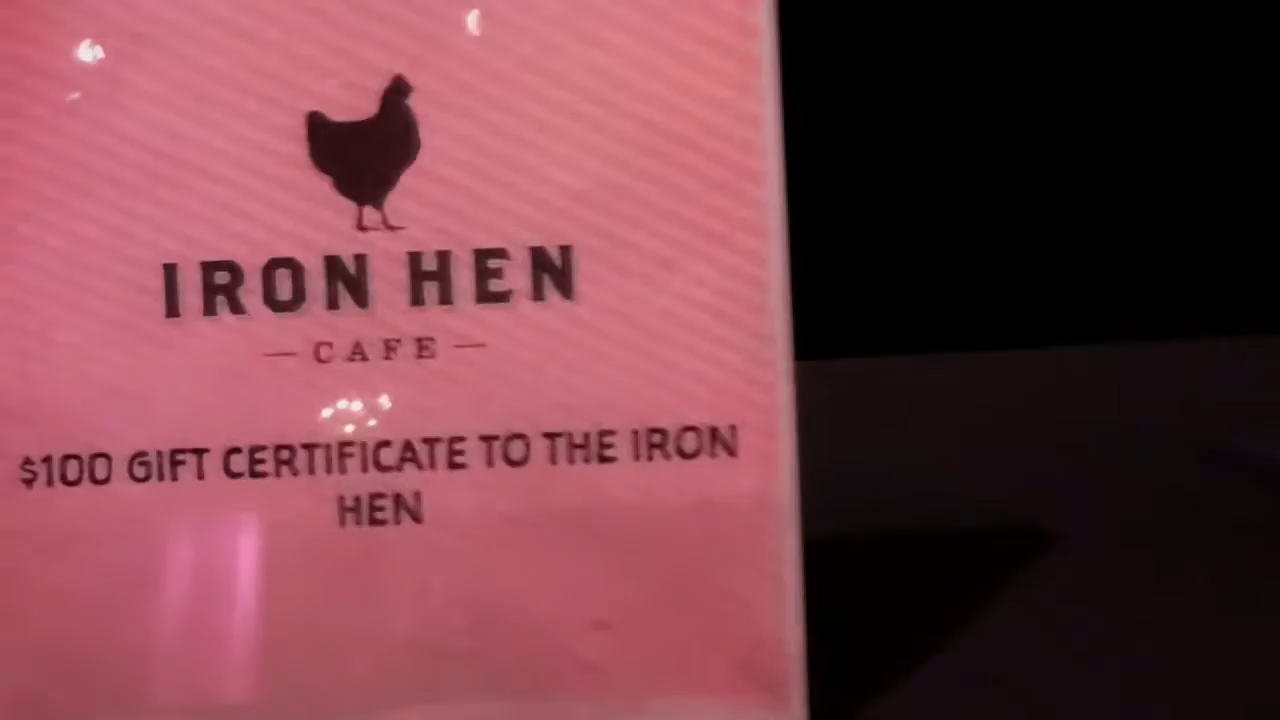 IRON HEN
— CAFE —
$100 GIFT CERTIFICATE TO THE IRON
HEN